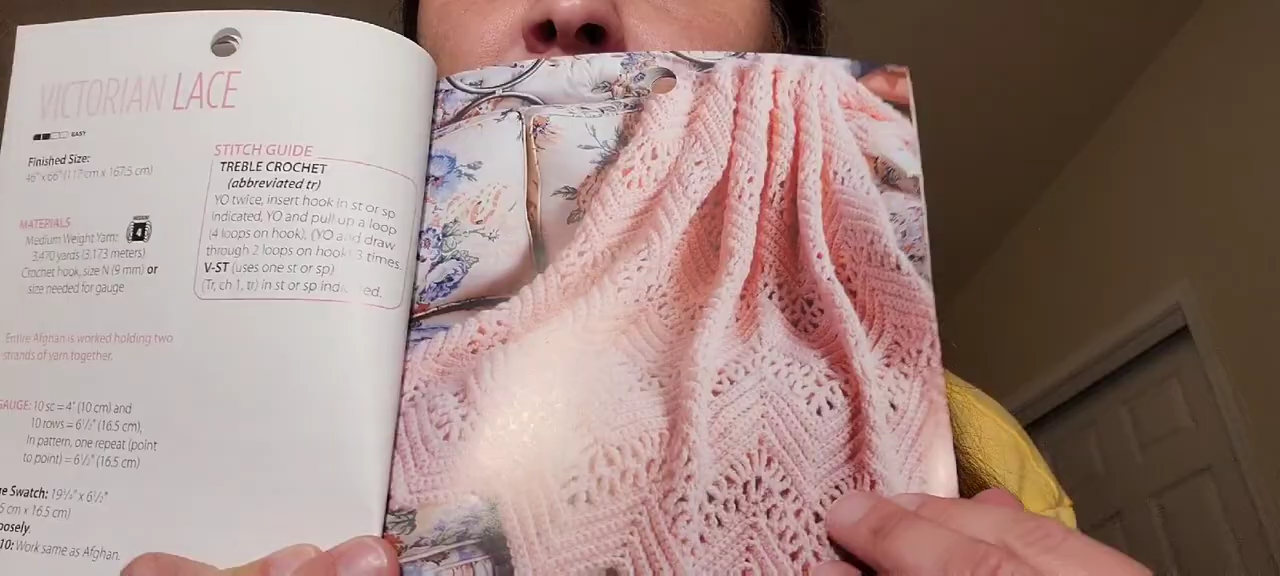 VICTORIAN LACE
EASY
Finished Size:
46" x 66" (117 cm x 167.5 cm)
MATERIALS
Medium Weight Yarn:
4
3,470 yards (3,173 meters)
Crochet hook, size N (9 mm) or
size needed for gauge
Entire Afghan is worked holding two
strands of yarn together.
GAUGE: 10 sc = 4" (10 cm) and
10 rows = 6½" (16.5 cm),
In pattern, one repeat (point
to point) = 6½" (16.5 cm)
Swatch: x 6½"
cm x 16.5 cm)
10: Work same as Afghan.
STITCH GUIDE
TREBLE CROCHET
(abbreviated tr)
YO twice, insert hook in st or sp
indicated, YO and pull up a loop
(4 loops on hook), (YO and draw
through 2 loops on hook) 3 times.
V-ST (uses one st or sp)
(Tr, ch 1, tr) in st or sp